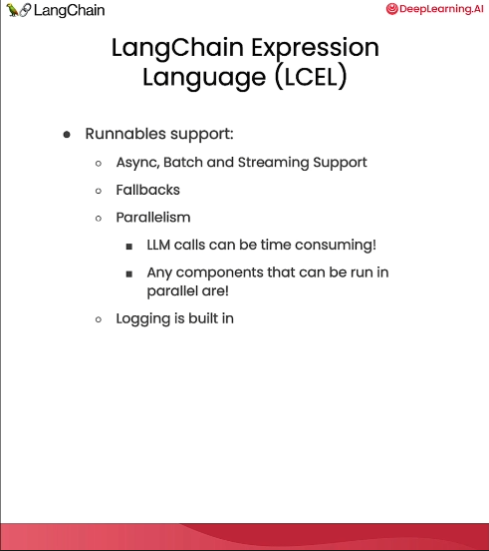 LangChain
DeepLearning.AI
LangChain Expression
Language (LCEL)
● Runnables support:
○ Async, Batch and Streaming Support
○ Fallbacks
○ Parallelism
■ LLM calls can be time consuming!
■ Any components that can be run in
parallel are!
○ Logging is built in